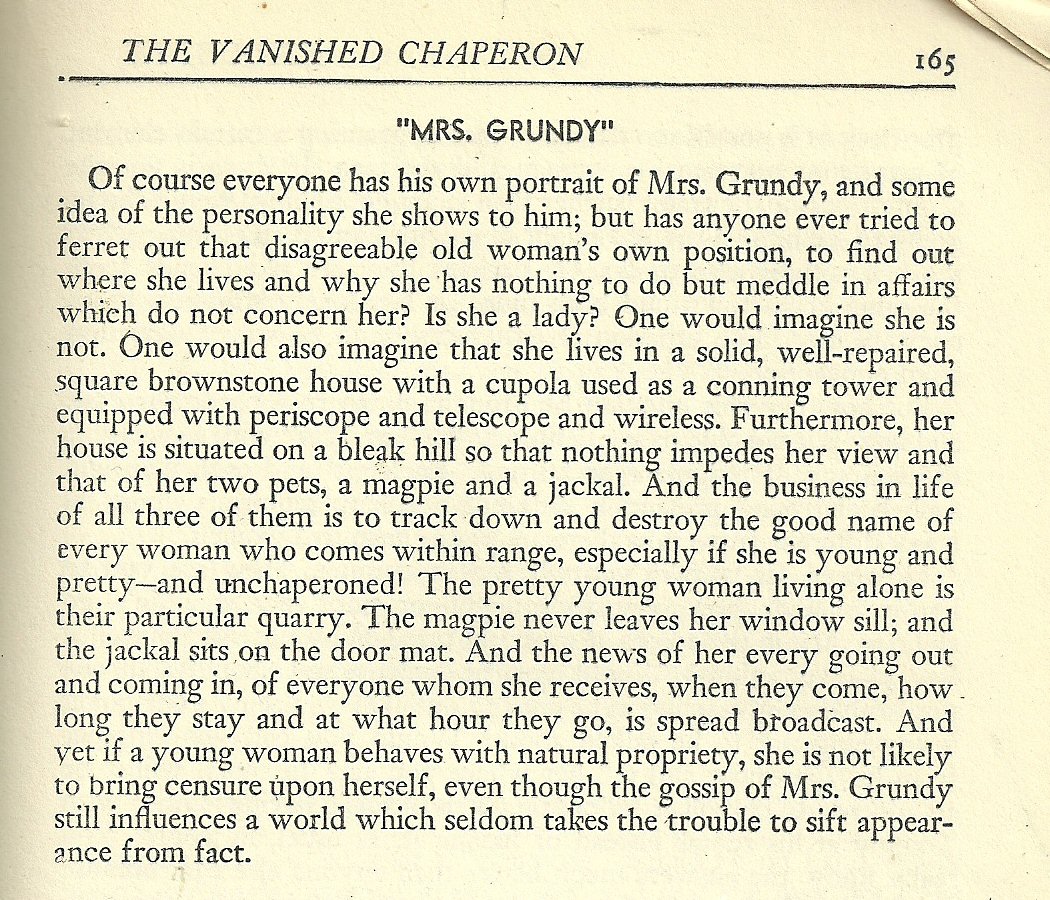 THE VANISHED CHAPERON 165
"MRS. GRUNDY"
Of course everyone has his own portrait of Mrs. Grundy, and some
idea of the personality she shows to him; but has anyone ever tried to
ferret out that disagreeable old woman's own position, to find out
where she lives and why she has nothing to do but meddle in affairs
which do not concern her? Is she a lady? One would imagine she is
not. One would also imagine that she lives in a solid, well-repaired,
square brownstone house with a cupola used as a conning tower and
equipped with periscope and telescope and wireless. Furthermore, her
house is situated on a bleak hill so that nothing impedes her view and
that of her two pets, a magpie and a jackal. And the business in life
of all three of them is to track down and destroy the good name of
every woman who comes within range, especially if she is young and
pretty—and unchaperoned! The pretty young woman living alone is
their particular quarry. The magpie never leaves her window sill; and
the jackal sits on the door mat. And the news of her every going out
and coming in, of everyone whom she receives, when they come, how
long they stay and at what hour they go, is spread broadcast. And
yet if a young woman behaves with natural propriety, she is not likely
to bring censure upon herself, even though the gossip of Mrs. Grundy
still influences a world which seldom takes the trouble to sift appear-
ance from fact.